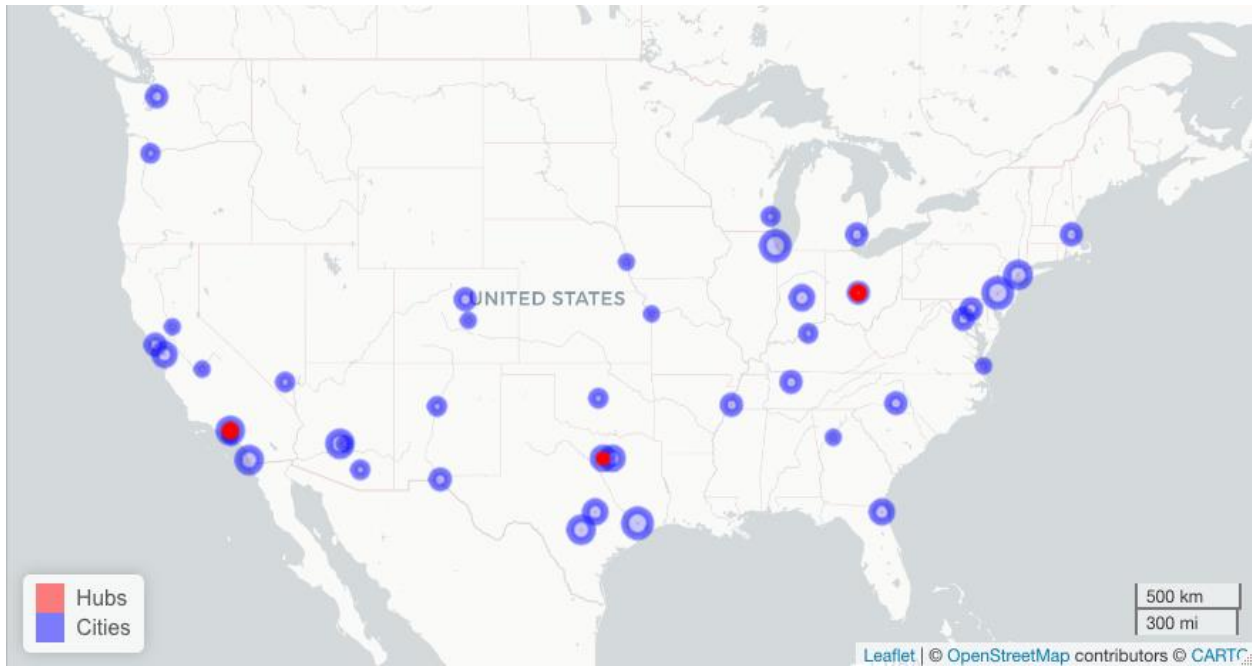 UNITED STATES
Hubs
Cities
500 km
300 mi
Leaflet | © OpenStreetMap contributors © CARTO